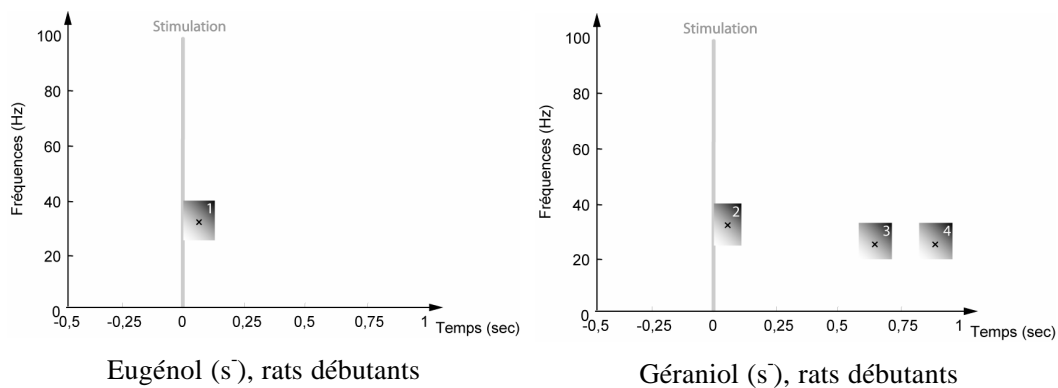 Stimulation
100
80
60
40
20
0
Fréquences (Hz)
1
-0,5 -0,25 0 0,25 0,5 0,75 1 Temps (sec)
Eugénol (s⁻), rats débutants
Stimulation
100
80
60
40
20
0
Fréquences (Hz)
2 3 4
-0,5 -0,25 0 0,25 0,5 0,75 1 Temps (sec)
Géraniol (s⁻), rats débutants